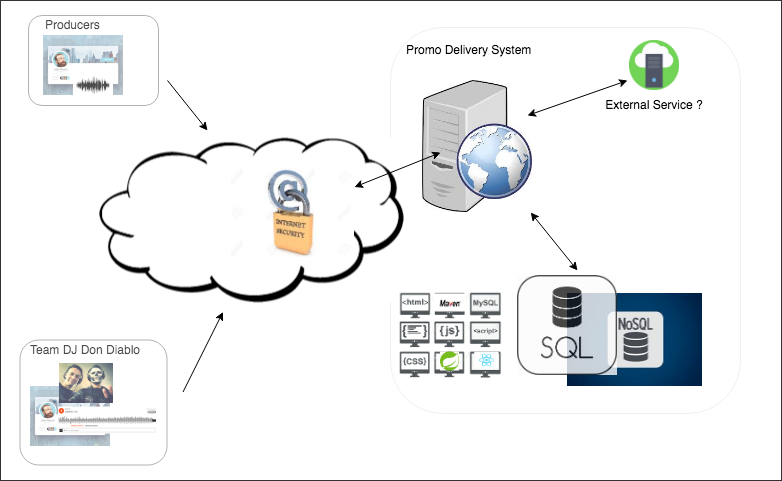 Producers
Promo Delivery System
External Service ?
INTERNET
SECURITY
<html>
Maven
MySQL
{js}
<script>
{CSS}
SQL
NoSQL
Team DJ Don Diablo